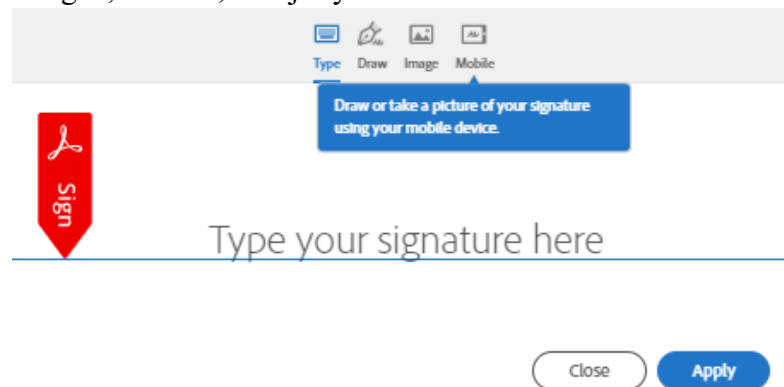 Type Draw Image Mobile
Draw or take a picture of your signature
using your mobile device.
Sign
Type your signature here
Close Apply